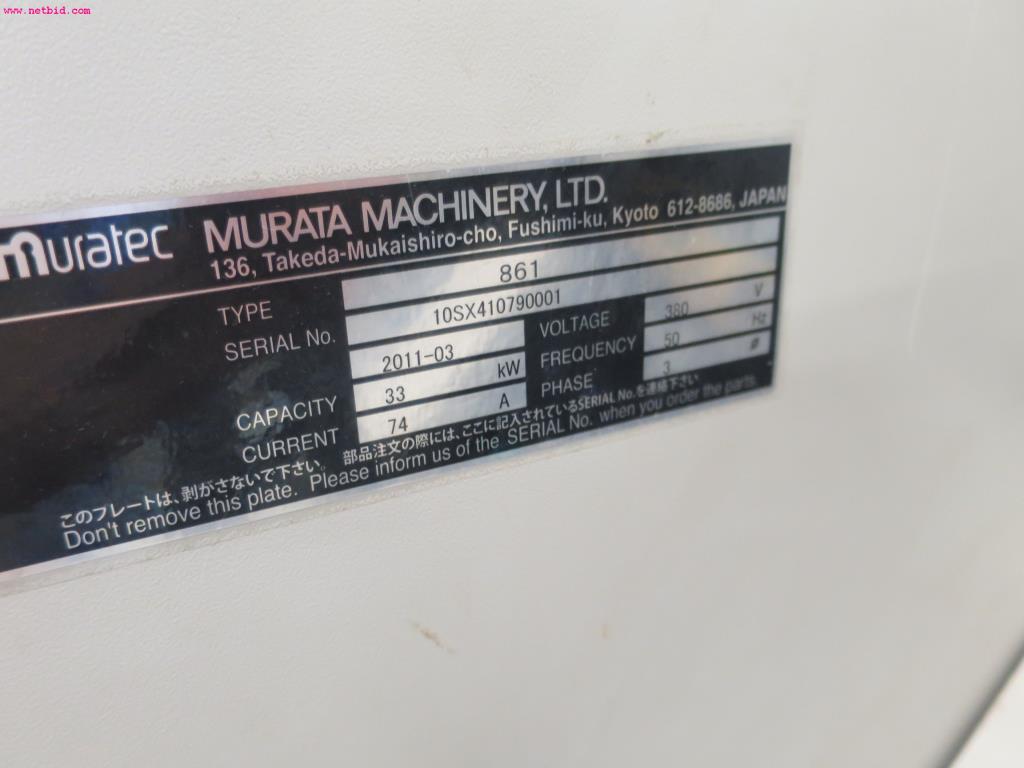 www.netbid.com
muratec MURATA MACHINERY, LTD.
136, Takeda-Mukaishiro-cho, Fushimi-ku, Kyoto 612-8686, JAPAN
TYPE 861
SERIAL No. 10SX410790001
2011-03 VOLTAGE 380 V
CAPACITY 33 kW FREQUENCY 50 Hz
CURRENT 74 A PHASE 3 ø
このプレートは、剥がさないで下さい。 部品注文の際には、ここに記入されているSERIAL No.を連絡下さい
Don't remove this plate. Please inform us of the SERIAL No. when you order the parts.